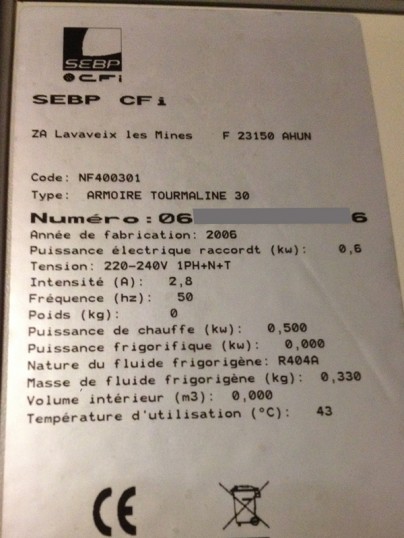 SEBP
CFi
SEBP CFi
ZA Lavaveix les Mines F 23150 AHUN
Code: NF400301
Type: ARMOIRE TOURMALINE 30
Numéro:06 6
Année de fabrication: 2006
Puissance électrique raccordt (kw): 0,6
Tension: 220-240V 1PH+N+T
Intensité (A): 2,8
Fréquence (hz): 50
Poids (kg): 0
Puissance de chauffe (kw): 0,500
Puissance frigorifique (kw): 0,000
Nature du fluide frigorigène: R404A
Masse de fluide frigorigène (kg): 0,330
Volume intérieur (m3): 0,000
Température d'utilisation (°C): 43
CE